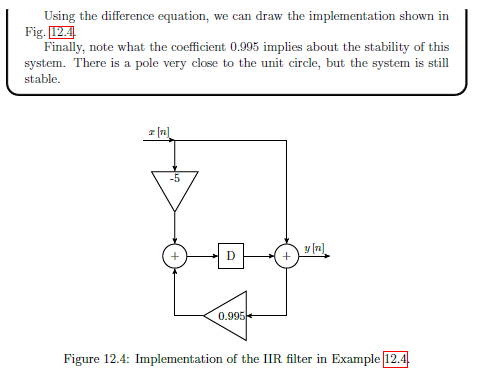 Using the difference equation, we can draw the implementation shown in
Fig. 12.4.
Finally, note what the coefficient 0.995 implies about the stability of this
system. There is a pole very close to the unit circle, but the system is still
stable.
x [n]
-5
+
D
+
y [n]
0.995
Figure 12.4: Implementation of the IIR filter in Example 12.4.